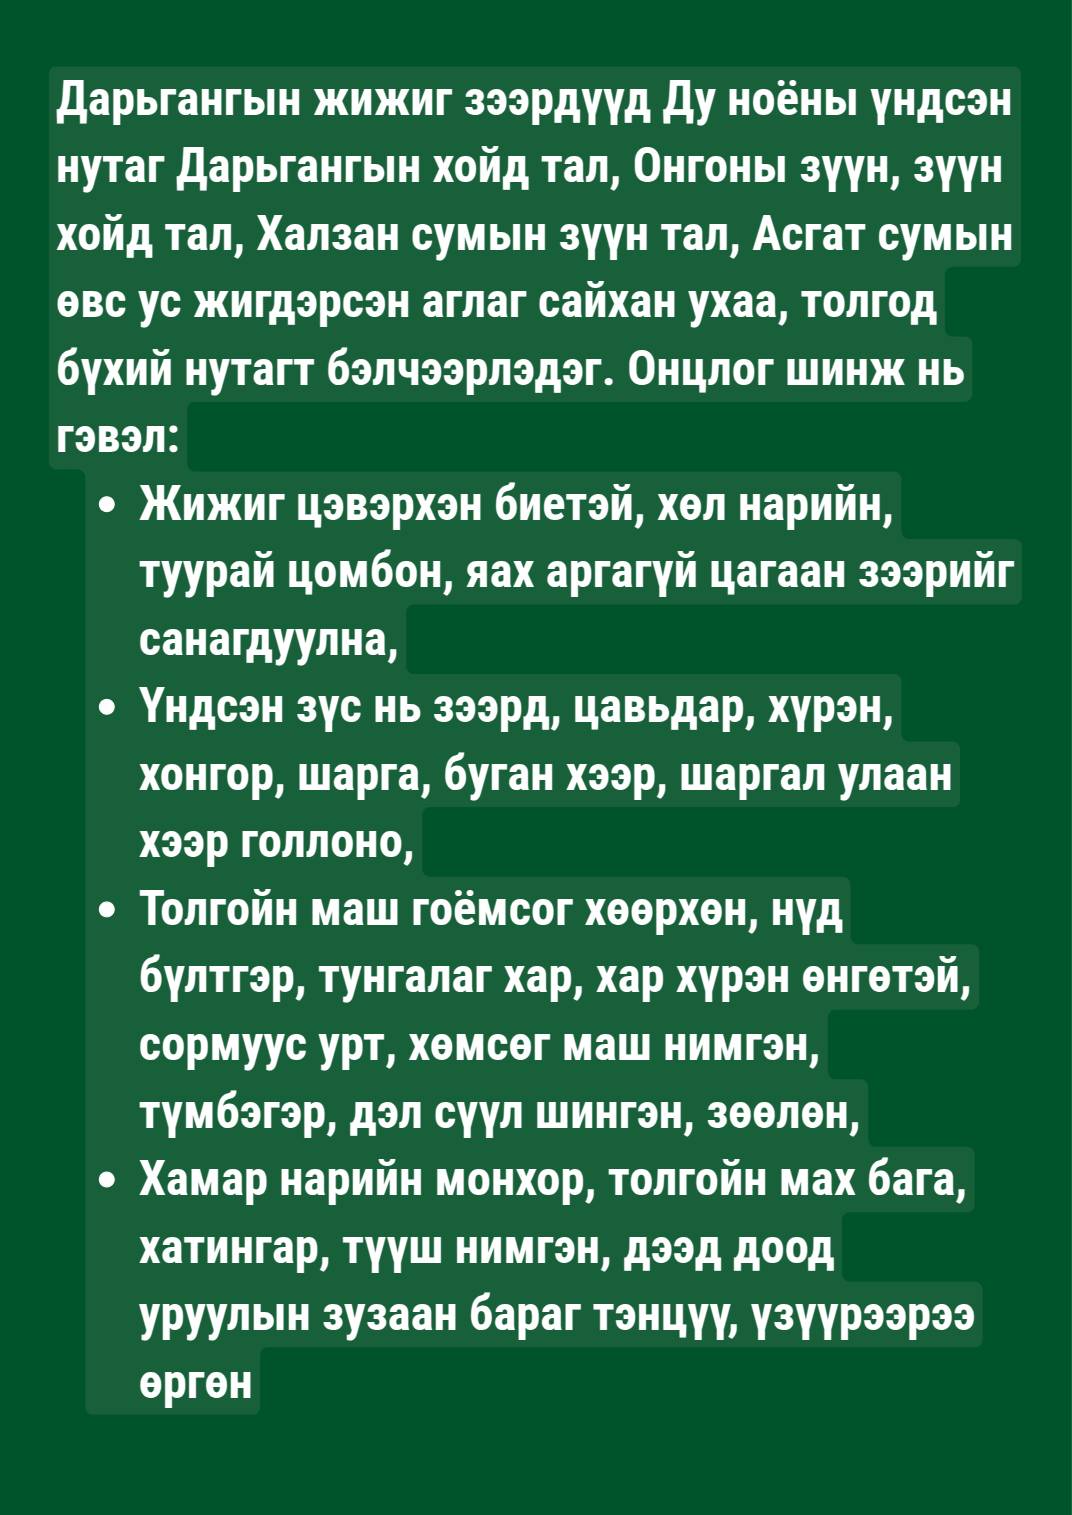 Дарьгангын жижиг зээрдүүд Ду ноёны үндсэн
нутаг Дарьгангын хойд тал, Онгоны зүүн, зүүн
хойд тал, Халзан сумын зүүн тал, Асгат сумын
өвс ус жигдэрсэн аглаг сайхан ухаа, толгод
бүхий нутагт бэлчээрлэдэг. Онцлог шинж нь
гэвэл:
• Жижиг цэвэрхэн биетэй, хөл нарийн,
туурай цомбон, яах аргагүй цагаан зээрийг
санагдуулна,
• Үндсэн зүс нь зээрд, цавьдар, хүрэн,
хонгор, шарга, буган хээр, шаргал улаан
хээр голлоно,
• Толгойн маш гоёмсог хөөрхөн, нүд
бүлтгэр, тунгалаг хар, хар хүрэн өнгөтэй,
сормуус урт, хөмсөг маш нимгэн,
түмбэгэр, дэл сүүл шингэн, зөөлөн,
• Хамар нарийн монхор, толгойн мах бага,
хатингар, түүш нимгэн, дээд доод
уруулын зузаан бараг тэнцүү, үзүүрээрээ
өргөн